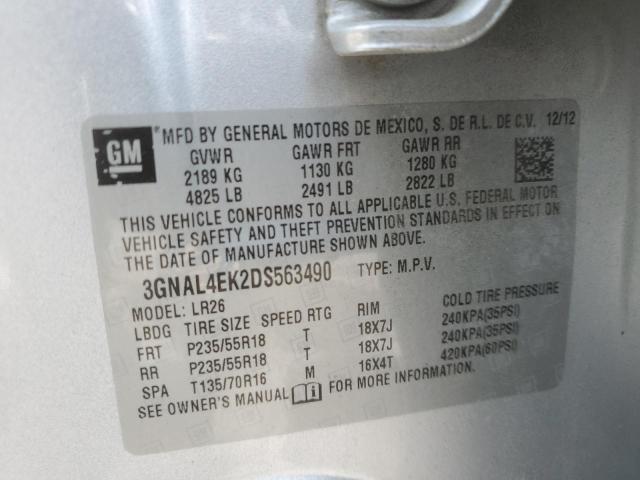 GM
*MFD BY GENERAL MOTORS DE MEXICO, S. DE R.L. DE C.V. 12/12
GVWR GAWR FRT GAWR RR
2189 KG 1130 KG 1280 KG
4825 LB 2491 LB 2822 LB
THIS VEHICLE CONFORMS TO ALL APPLICABLE U.S. FEDERAL MOTOR
VEHICLE SAFETY AND THEFT PREVENTION STANDARDS IN EFFECT ON
THE DATE OF MANUFACTURE SHOWN ABOVE.
3GNAL4EK2DS563490 TYPE: M.P.V.
MODEL: LR26
LBDG TIRE SIZE SPEED RTG RIM COLD TIRE PRESSURE
FRT P235/55R18 T 18X7J 240KPA(35PSI)
RR P235/55R18 T 18X7J 240KPA(35PSI)
SPA T135/70R16 M 16X4T 420KPA(60PSI)
SEE OWNER'S MANUAL i FOR MORE INFORMATION.